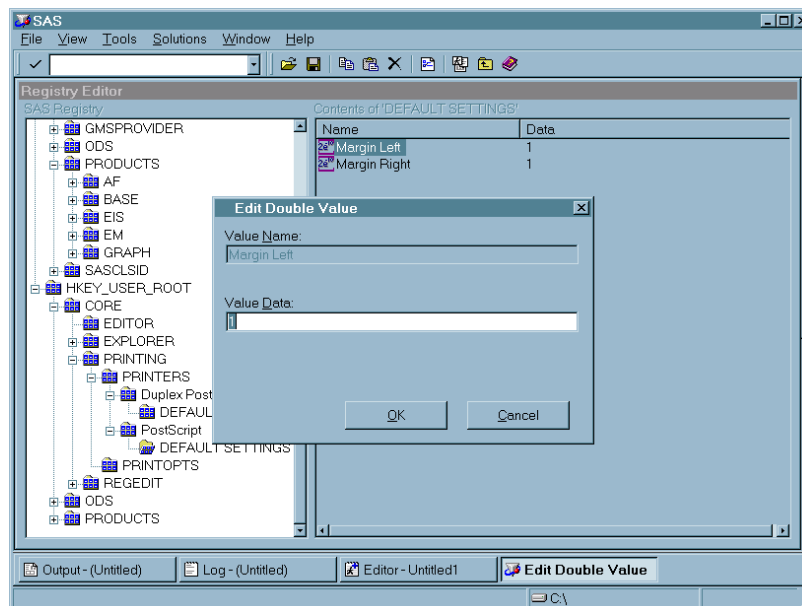 SAS
File View Tools Solutions Window Help
Registry Editor
SAS Registry
Contents of 'DEFAULT SETTINGS'
GMSPROVIDER
ODS
PRODUCTS
AF
BASE
EIS
EM
GRAPH
SASCLSID
HKEY_USER_ROOT
CORE
EDITOR
EXPLORER
PRINTING
PRINTERS
Duplex Post
DEFAUL
PostScript
DEFAULT SETTINGS
PRINTOPTS
REGEDIT
ODS
PRODUCTS
Name Data
Margin Left 1
Margin Right 1
Edit Double Value
Value Name:
Margin Left
Value Data:
1
OK Cancel
Output - (Untitled) Log - (Untitled) Editor - Untitled1 Edit Double Value
C:\